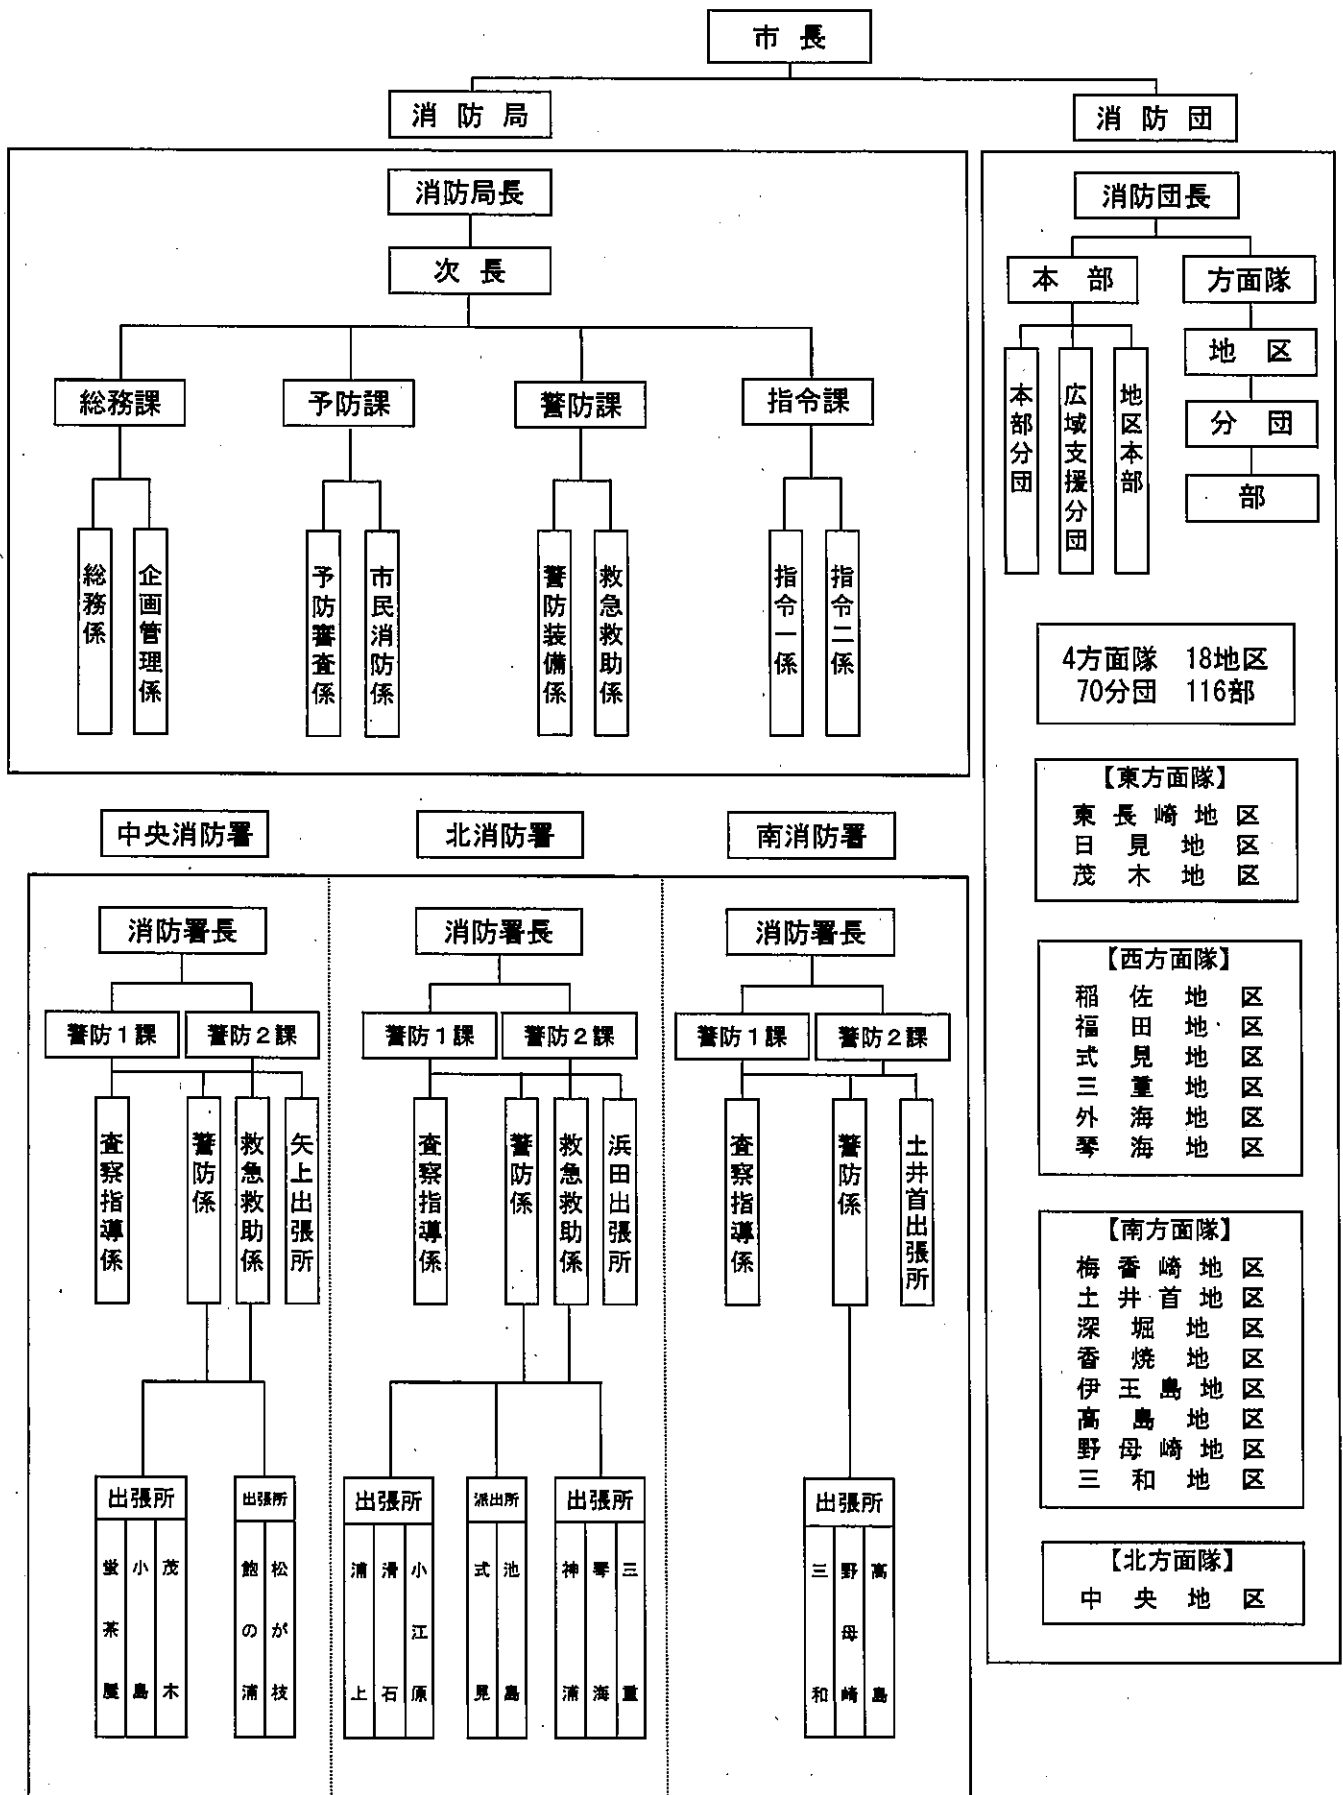 市長
消防局
消防団
消防局長
次長
総務課
予防課
警防課
指令課
総務係
企画管理係
予防審査係
市民消防係
警防装備係
救急救助係
指令一係
指令二係
消防団長
本部
方面隊
地区
分団
部
本部分団
広域支援分団
地区本部
4方面隊 18地区
70分団 116部
【東方面隊】
東長崎地区
日見地区
茂木地区
【西方面隊】
稲佐地区
福田地区
式見地区
三重地区
外海地区
琴海地区
【南方面隊】
梅香崎地区
土井首地区
深堀地区
香焼地区
伊王島地区
高島地区
野母崎地区
三和地区
【北方面隊】
中央地区
中央消防署
北消防署
南消防署
消防署長
警防1課
警防2課
査察指導係
警防係
救急救助係
矢上出張所
出張所
蛍茶屋
小島
茂木
出張所
飽の浦
松が枝
消防署長
警防1課
警防2課
査察指導係
警防係
救急救助係
浜田出張所
出張所
浦上
滑石
小江原
派出所
式見
池島
出張所
神浦
琴海
三重
消防署長
警防1課
警防2課
査察指導係
警防係
土井首出張所
出張所
三和
野母崎
高島